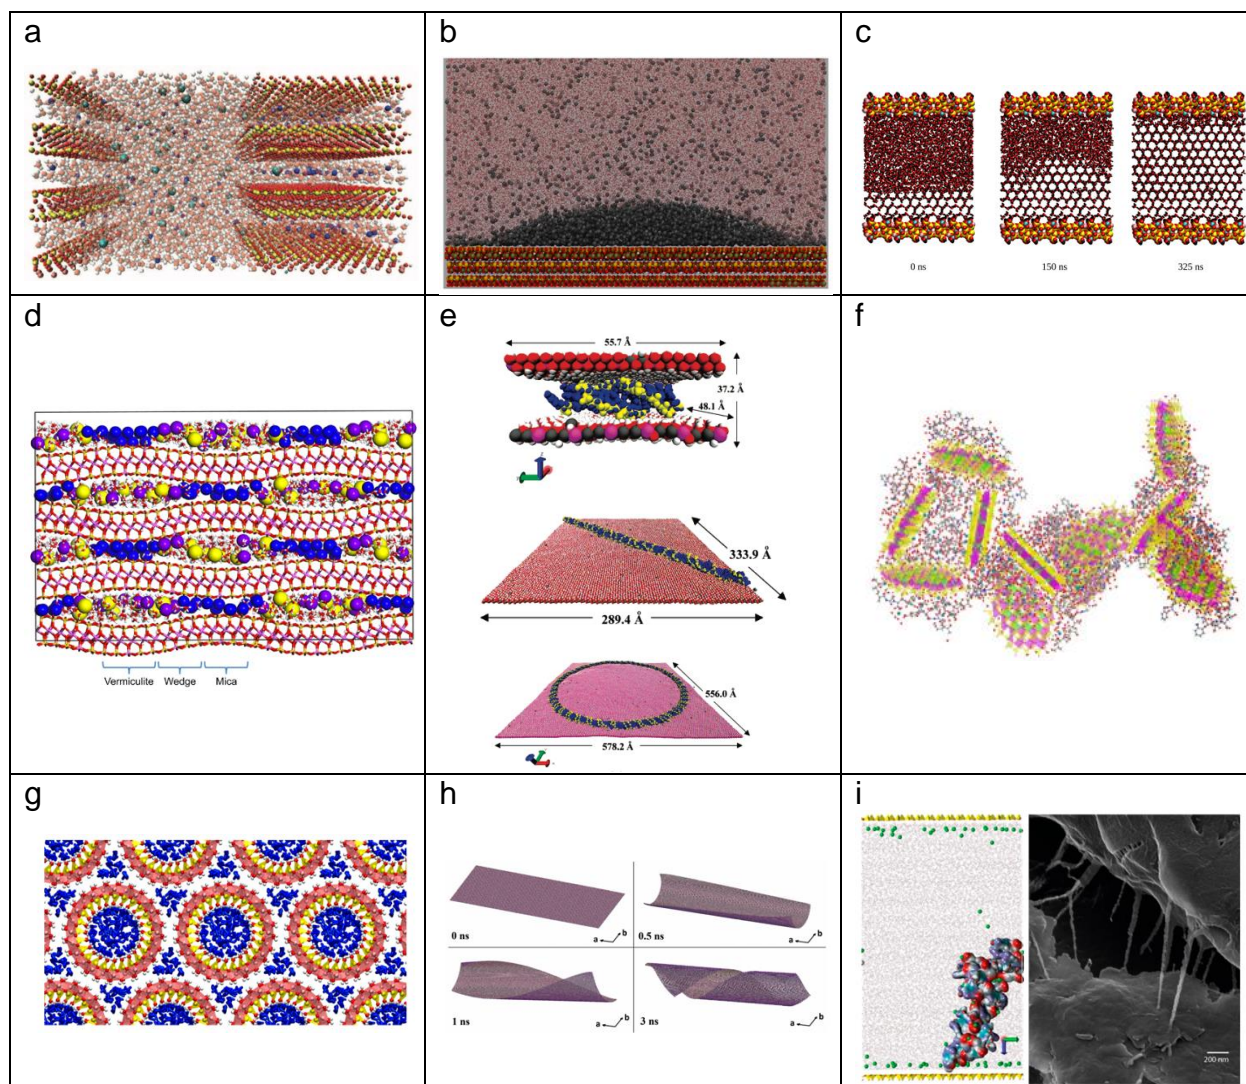 a
b
c
0 ns
150 ns
325 ns
d
Vermiculite
Wedge
Mica
e
55.7 Å
37.2 Å
48.1 Å
333.9 Å
289.4 Å
556.0 Å
578.2 Å
f
g
h
0 ns
a
b
0.5 ns
a
b
1 ns
a
b
3 ns
a
b
i
200 nm